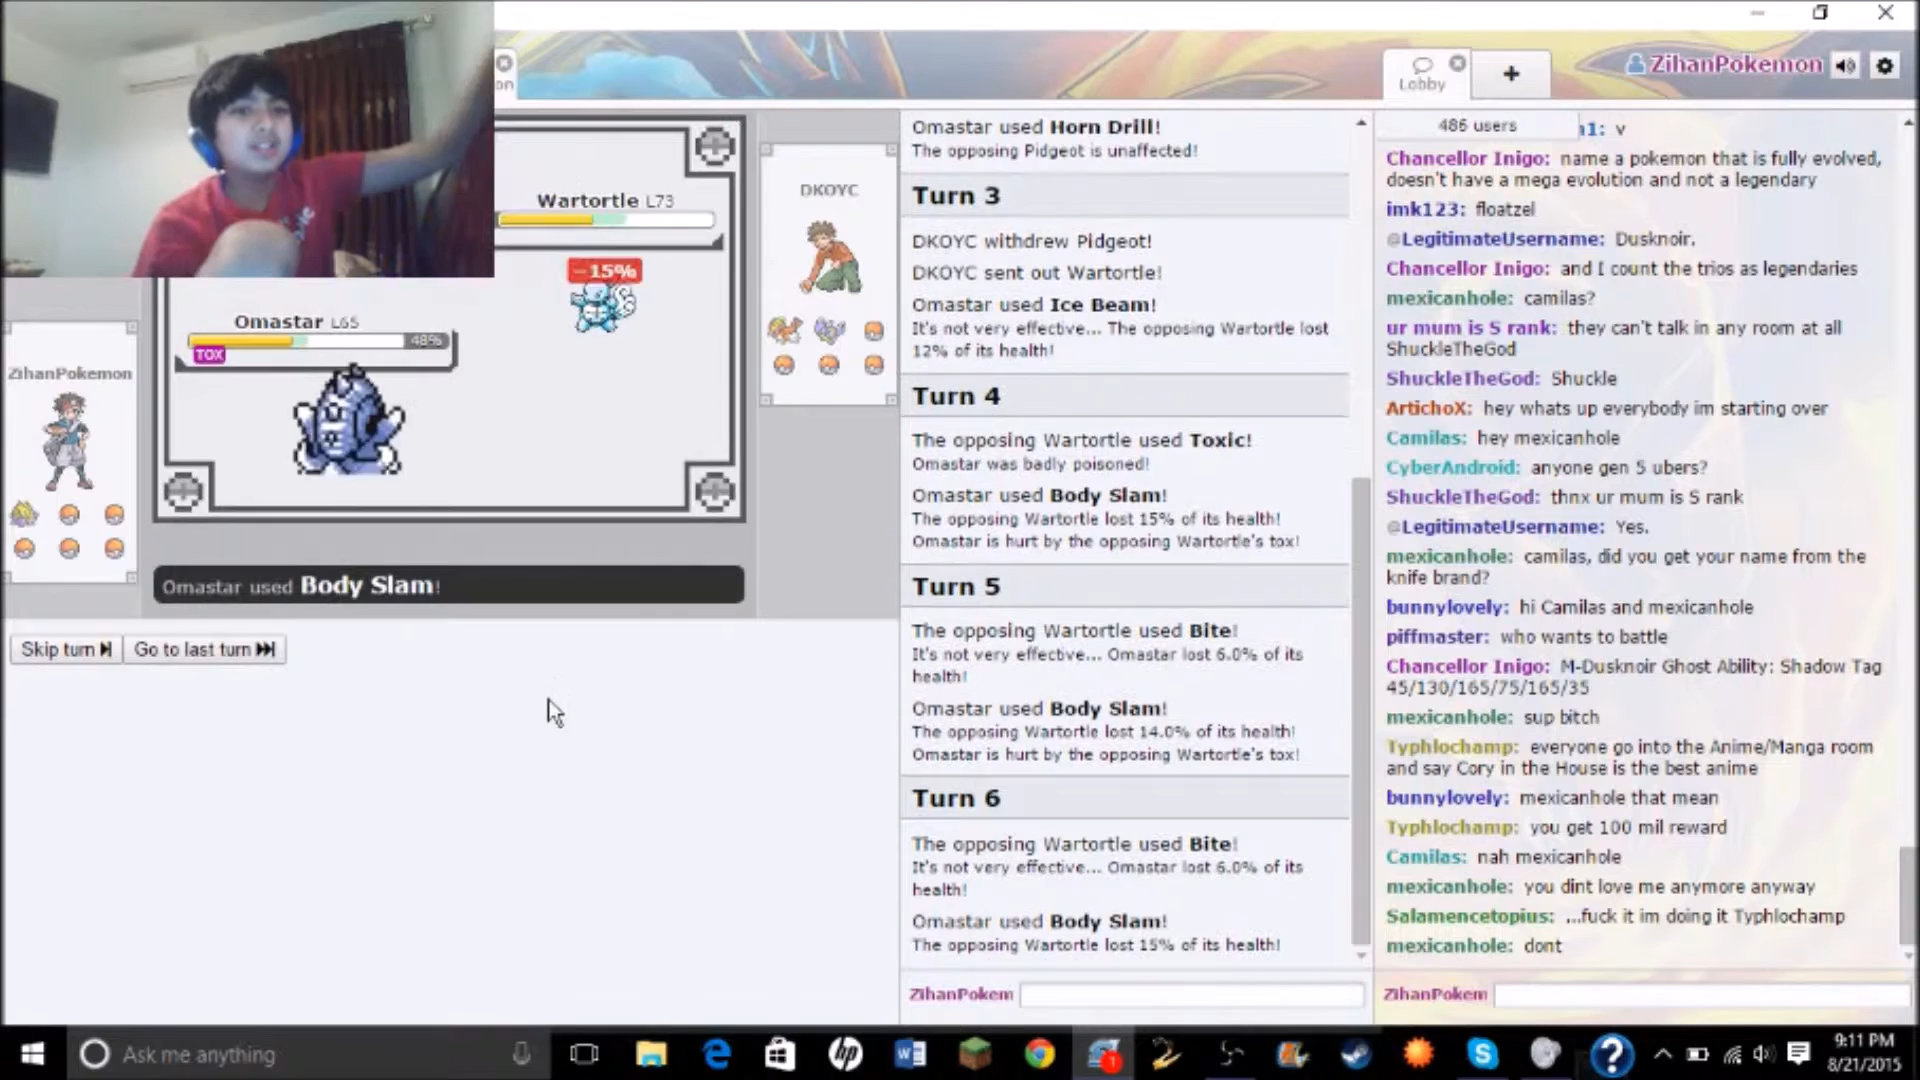 on
Lobby
+
ZihanPokemon
Wartortle L73
-15%
Omastar L65
48%
TOX
ZihanPokemon
DKOYC
Omastar used Body Slam!
Skip turn
Go to last turn
Omastar used Horn Drill!
The opposing Pidgeot is unaffected!
Turn 3
DKOYC withdrew Pidgeot!
DKOYC sent out Wartortle!
Omastar used Ice Beam!
It's not very effective... The opposing Wartortle lost
12% of its health!
Turn 4
The opposing Wartortle used Toxic!
Omastar was badly poisoned!
Omastar used Body Slam!
The opposing Wartortle lost 15% of its health!
Omastar is hurt by the opposing Wartortle's tox!
Turn 5
The opposing Wartortle used Bite!
It's not very effective... Omastar lost 6.0% of its
health!
Omastar used Body Slam!
The opposing Wartortle lost 14.0% of its health!
Omastar is hurt by the opposing Wartortle's tox!
Turn 6
The opposing Wartortle used Bite!
It's not very effective... Omastar lost 6.0% of its
health!
Omastar used Body Slam!
The opposing Wartortle lost 15% of its health!
ZihanPokem
486 users
1: v
Chancellor Inigo: name a pokemon that is fully evolved,
doesn't have a mega evolution and not a legendary
imk123: floatzel
@LegitimateUsername: Dusknoir.
Chancellor Inigo: and I count the trios as legendaries
mexicanhole: camilas?
ur mum is S rank: they can't talk in any room at all
ShuckleTheGod
ShuckleTheGod: Shuckle
ArtichoX: hey whats up everybody im starting over
Camilas: hey mexicanhole
CyberAndroid: anyone gen 5 ubers?
ShuckleTheGod: thnx ur mum is S rank
@LegitimateUsername: Yes.
mexicanhole: camilas, did you get your name from the
knife brand?
bunnylovely: hi Camilas and mexicanhole
piffmaster: who wants to battle
Chancellor Inigo: M-Dusknoir Ghost Ability: Shadow Tag
45/130/165/75/165/35
mexicanhole: sup bitch
Typhlochamp: everyone go into the Anime/Manga room
and say Cory in the House is the best anime
bunnylovely: mexicanhole that mean
Typhlochamp: you get 100 mil reward
Camilas: nah mexicanhole
mexicanhole: you dint love me anymore anyway
Salamencetopius: ...fuck it im doing it Typhlochamp
mexicanhole: dont
ZihanPokem
Ask me anything
hp
1
9:11 PM
8/21/2015